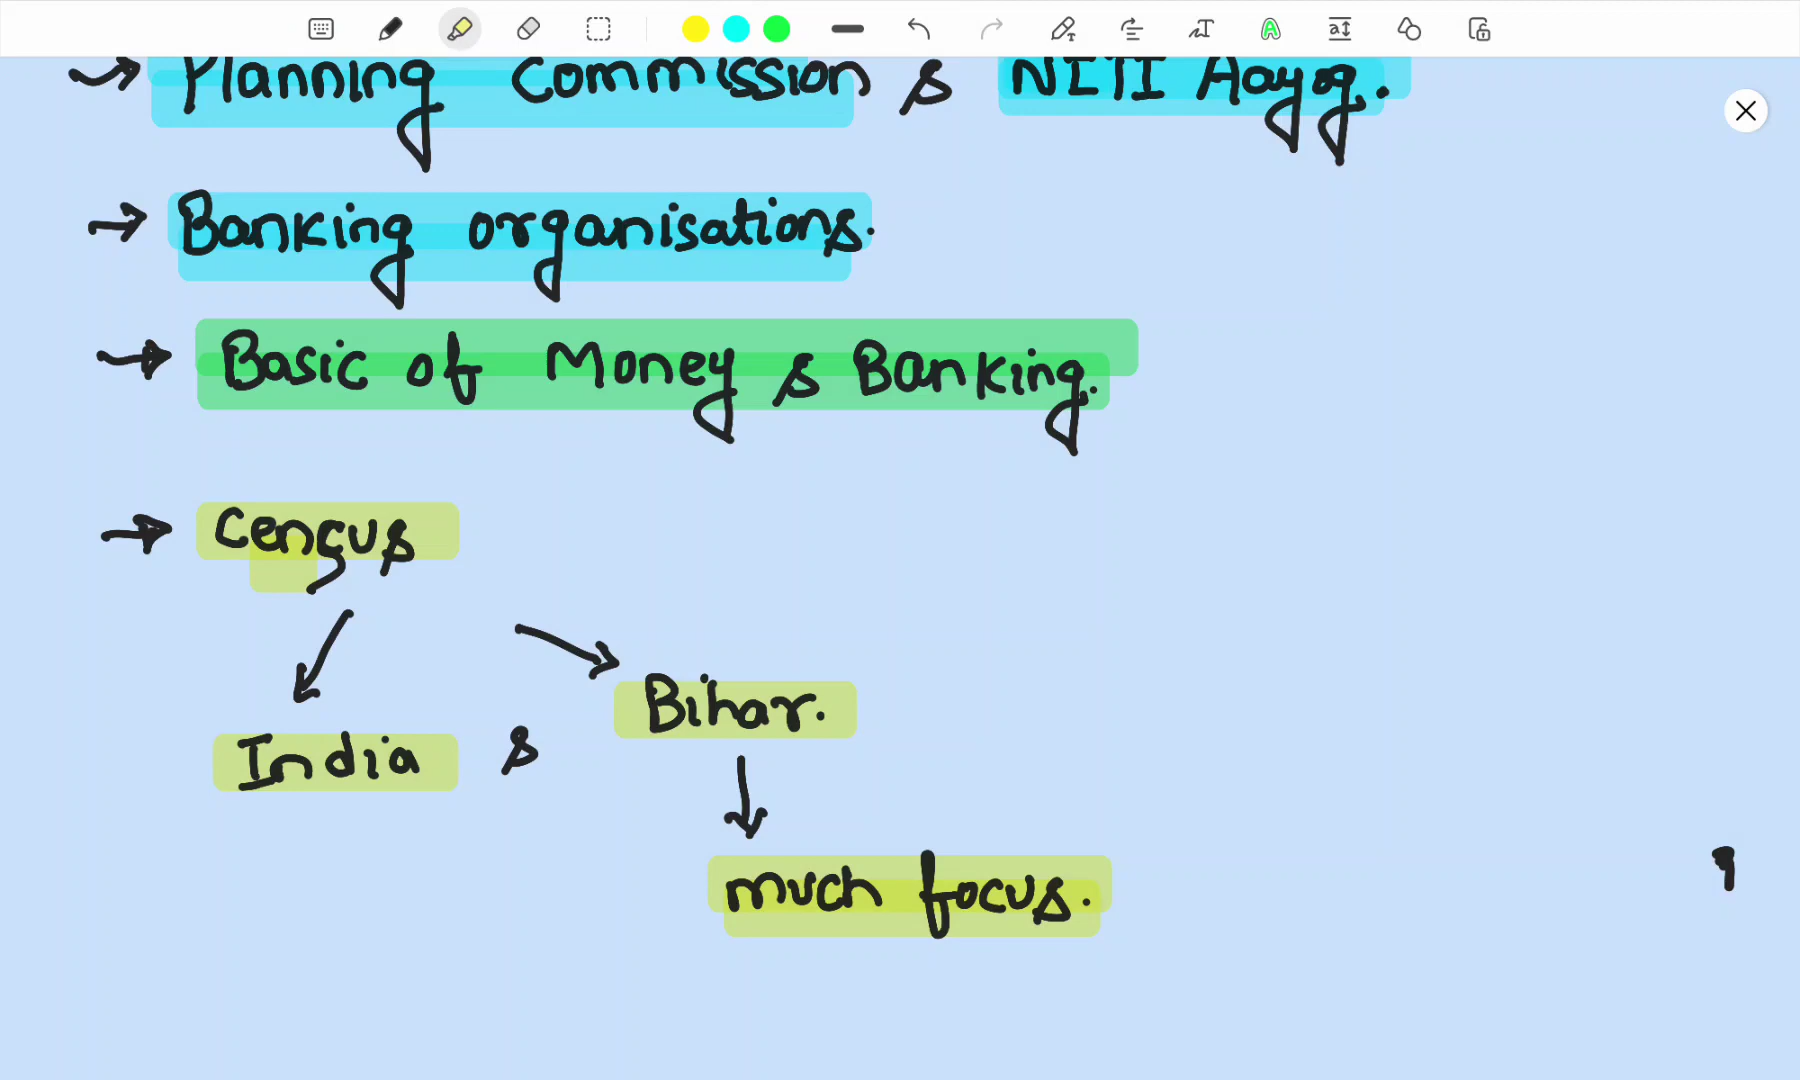 → Planning Commission & NITI Aayog.
→ Banking organisations.
→ Basic of Money & Banking.
→ Census
Bihar.
India &
much focus.